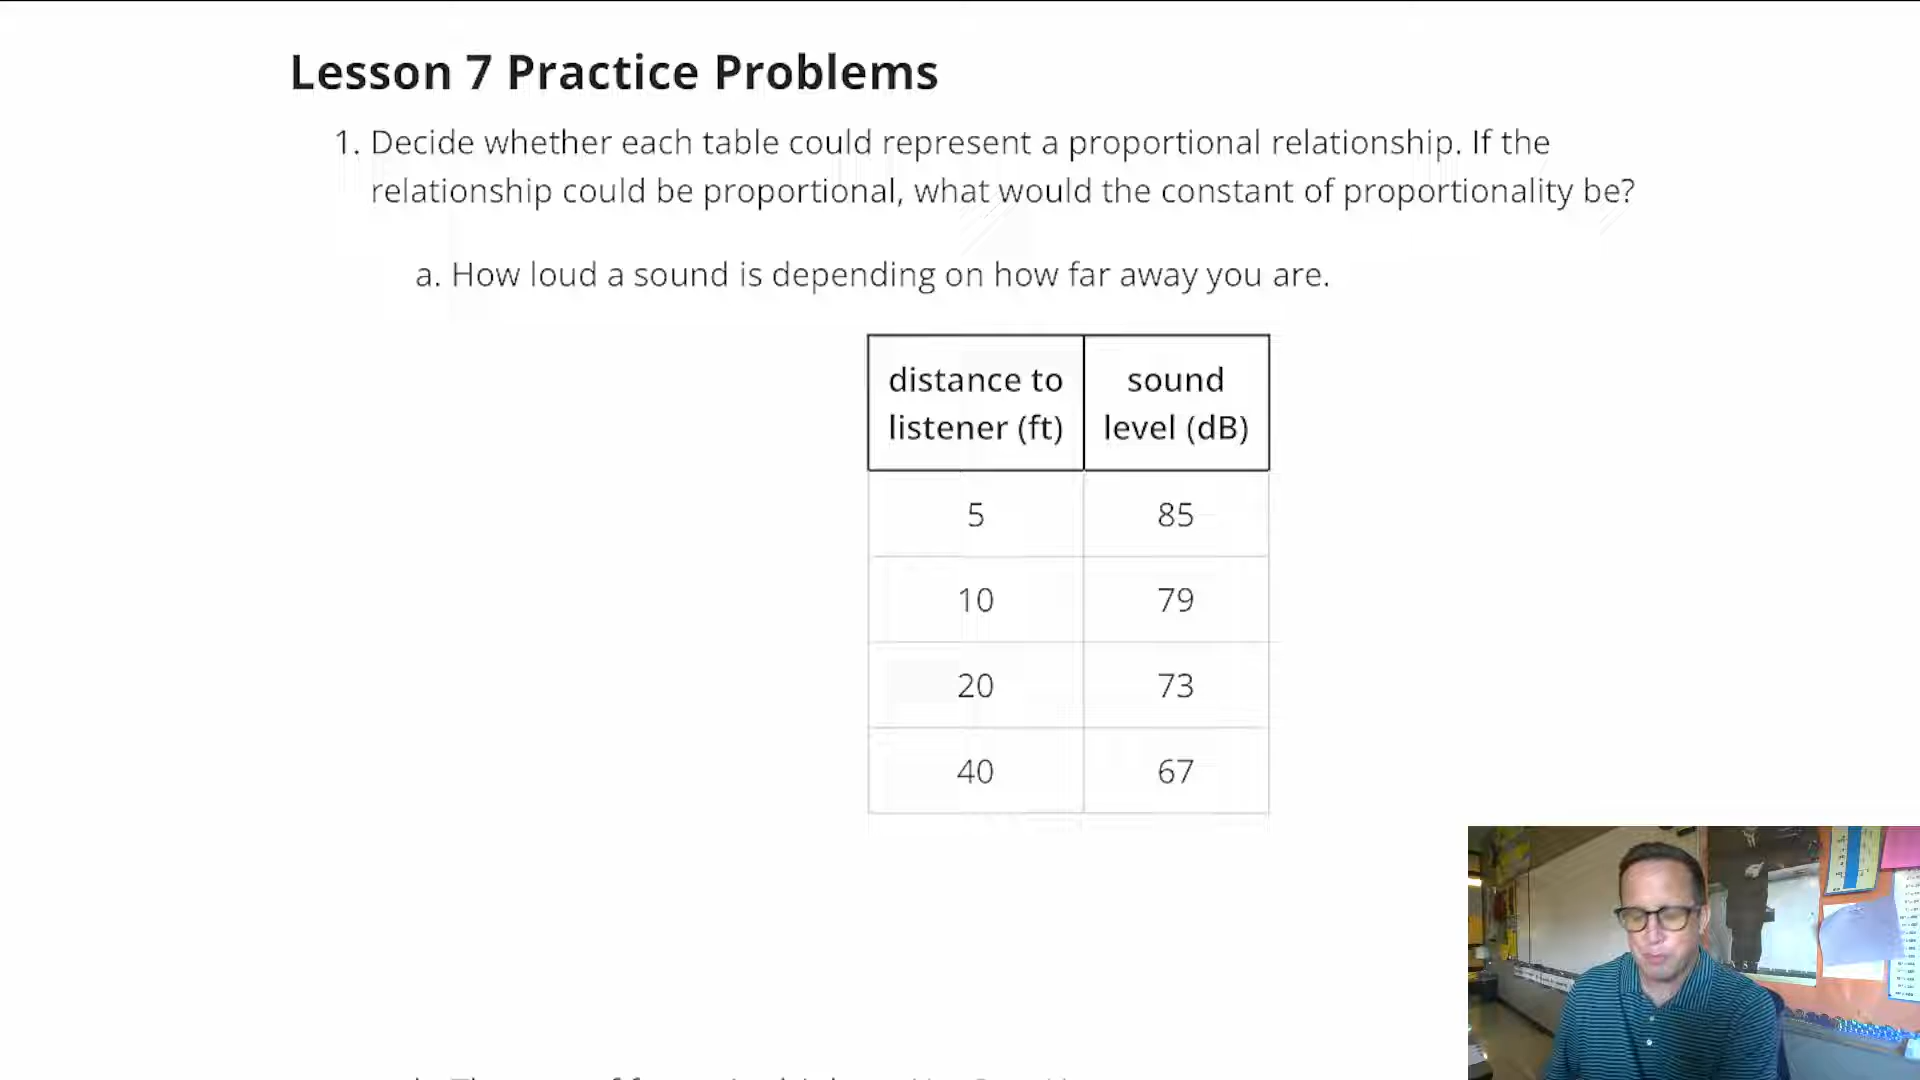 Lesson 7 Practice Problems
1. Decide whether each table could represent a proportional relationship. If the
relationship could be proportional, what would the constant of proportionality be?
a. How loud a sound is depending on how far away you are.
distance to
listener (ft)
sound
level (dB)
5 85
10 79
20 73
40 67